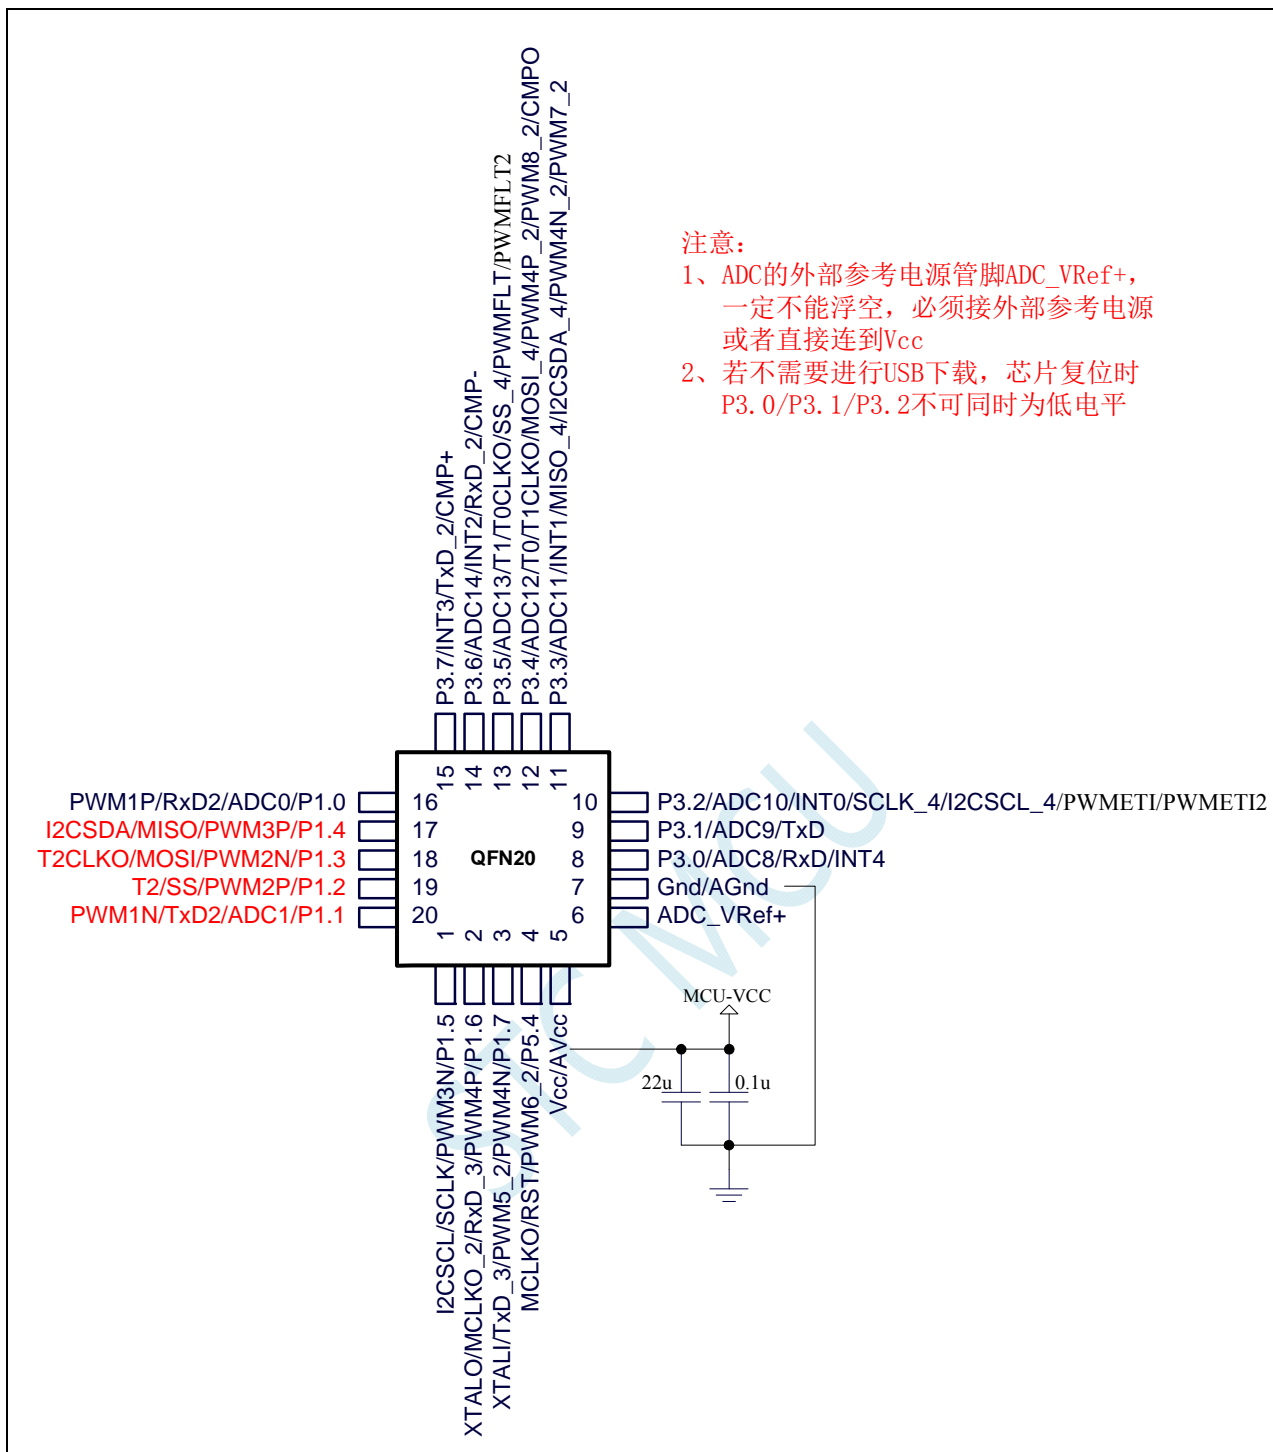 P3.7/INT3/TxD_2/CMP+
P3.6/ADC14/INT2/RxD_2/CMP-
P3.5/ADC13/T1/T0CLKO/SS_4/PWMFLT/PWMFLT2
P3.4/ADC12/T0/T1CLKO/MOSI_4/PWM4P_2/PWM8_2/CMPO
P3.3/ADC11/INT1/MISO_4/I2CSDA_4/PWM4N_2/PWM7_2
注意：
1、ADC的外部参考电源管脚ADC_VRef+，
一定不能浮空，必须接外部参考电源
或者直接连到Vcc
2、若不需要进行USB下载，芯片复位时
P3.0/P3.1/P3.2不可同时为低电平
15 14 13 12 11
PWM1P/RxD2/ADC0/P1.0 16 10 P3.2/ADC10/INT0/SCLK_4/I2CSCL_4/PWMETI/PWMETI2
I2CSDA/MISO/PWM3P/P1.4 17 9 P3.1/ADC9/TxD
T2CLKO/MOSI/PWM2N/P1.3 18 QFN20 8 P3.0/ADC8/RxD/INT4
T2/SS/PWM2P/P1.2 19 7 Gnd/AGnd
PWM1N/TxD2/ADC1/P1.1 20 6 ADC_VRef+
1 2 3 4 5
I2CSCL/SCLK/PWM3N/P1.5
XTALO/MCLKO_2/RxD_3/PWM4P/P1.6
XTALI/TxD_3/PWM5_2/PWM4N/P1.7
MCLKO/RST/PWM6_2/P5.4
Vcc/AVcc
MCU-VCC
22u 0.1u
STC MCU